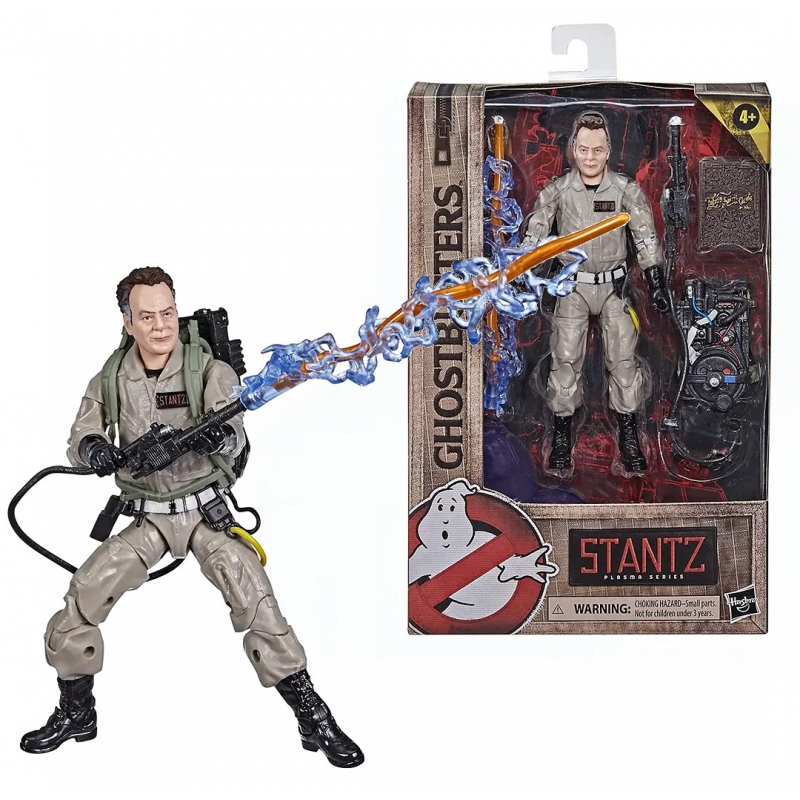 GHOSTBUSTERS
4+
STANTZ
STANTZ
STANTZ
PLASMA SERIES
WARNING:
CHOKING HAZARD–Small parts.
Not for children under 3 years.
Hasbro